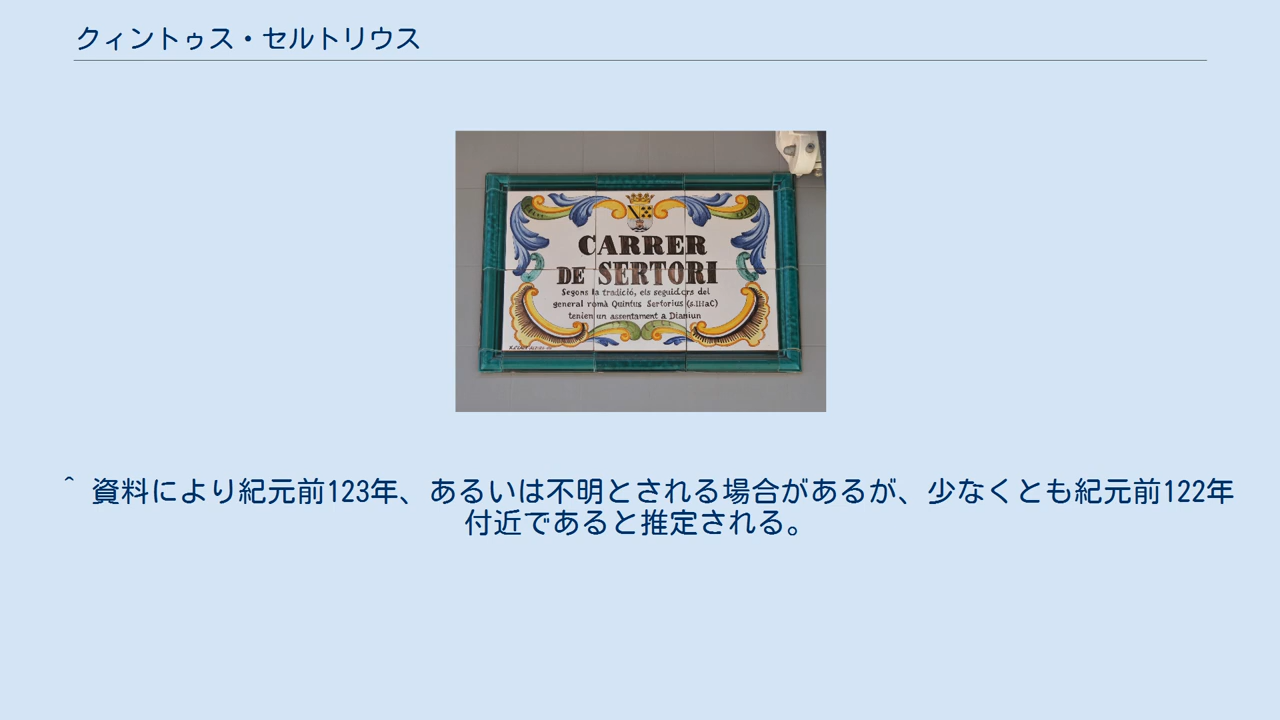 クィントゥス・セルトリウス
CARRER
DE SERTORI
Segons la tradició, els seguidors del
general romà Quintus Sertorius (s.IIIaC)
tenien un assentament a Dianiun
^ 資料により紀元前123年、あるいは不明とされる場合があるが、少なくとも紀元前122年
付近であると推定される。